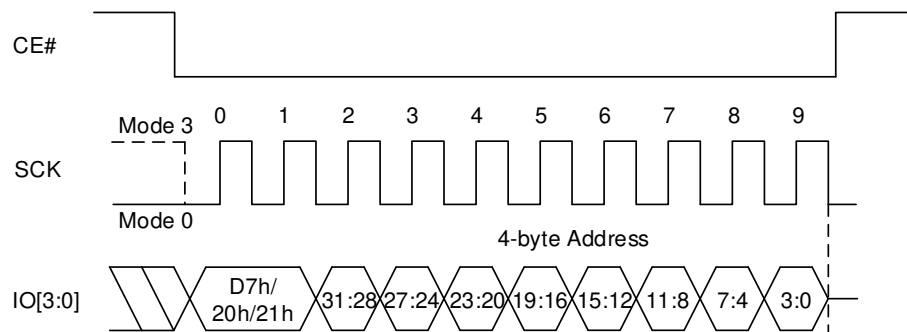 CE#
0 1 2 3 4 5 6 7 8 9
Mode 3
SCK
Mode 0
4-byte Address
IO[3:0]
D7h/
20h/21h
31:28 27:24 23:20 19:16 15:12 11:8 7:4 3:0